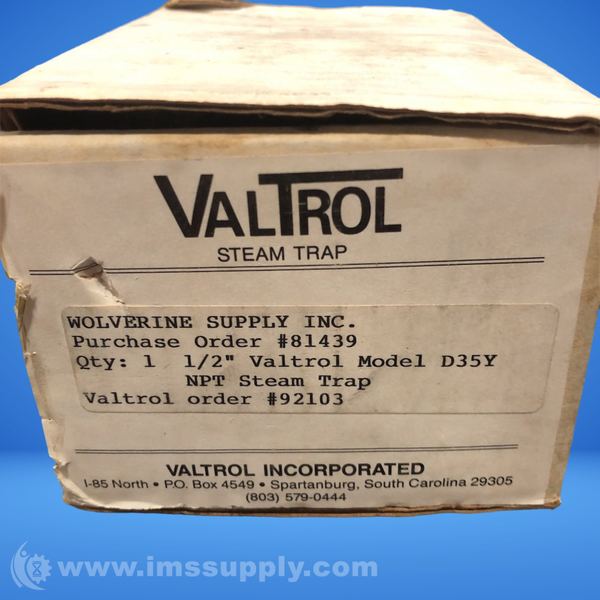 VALTROL
STEAM TRAP
WOLVERINE SUPPLY INC.
Purchase Order #81439
Qty: 1 1/2" Valtrol Model D35Y
NPT Steam Trap
Valtrol order #92103
VALTROL INCORPORATED
I-85 North • P.O. Box 4549 • Spartanburg, South Carolina 29305
(803) 579-0444
www.imssupply.com